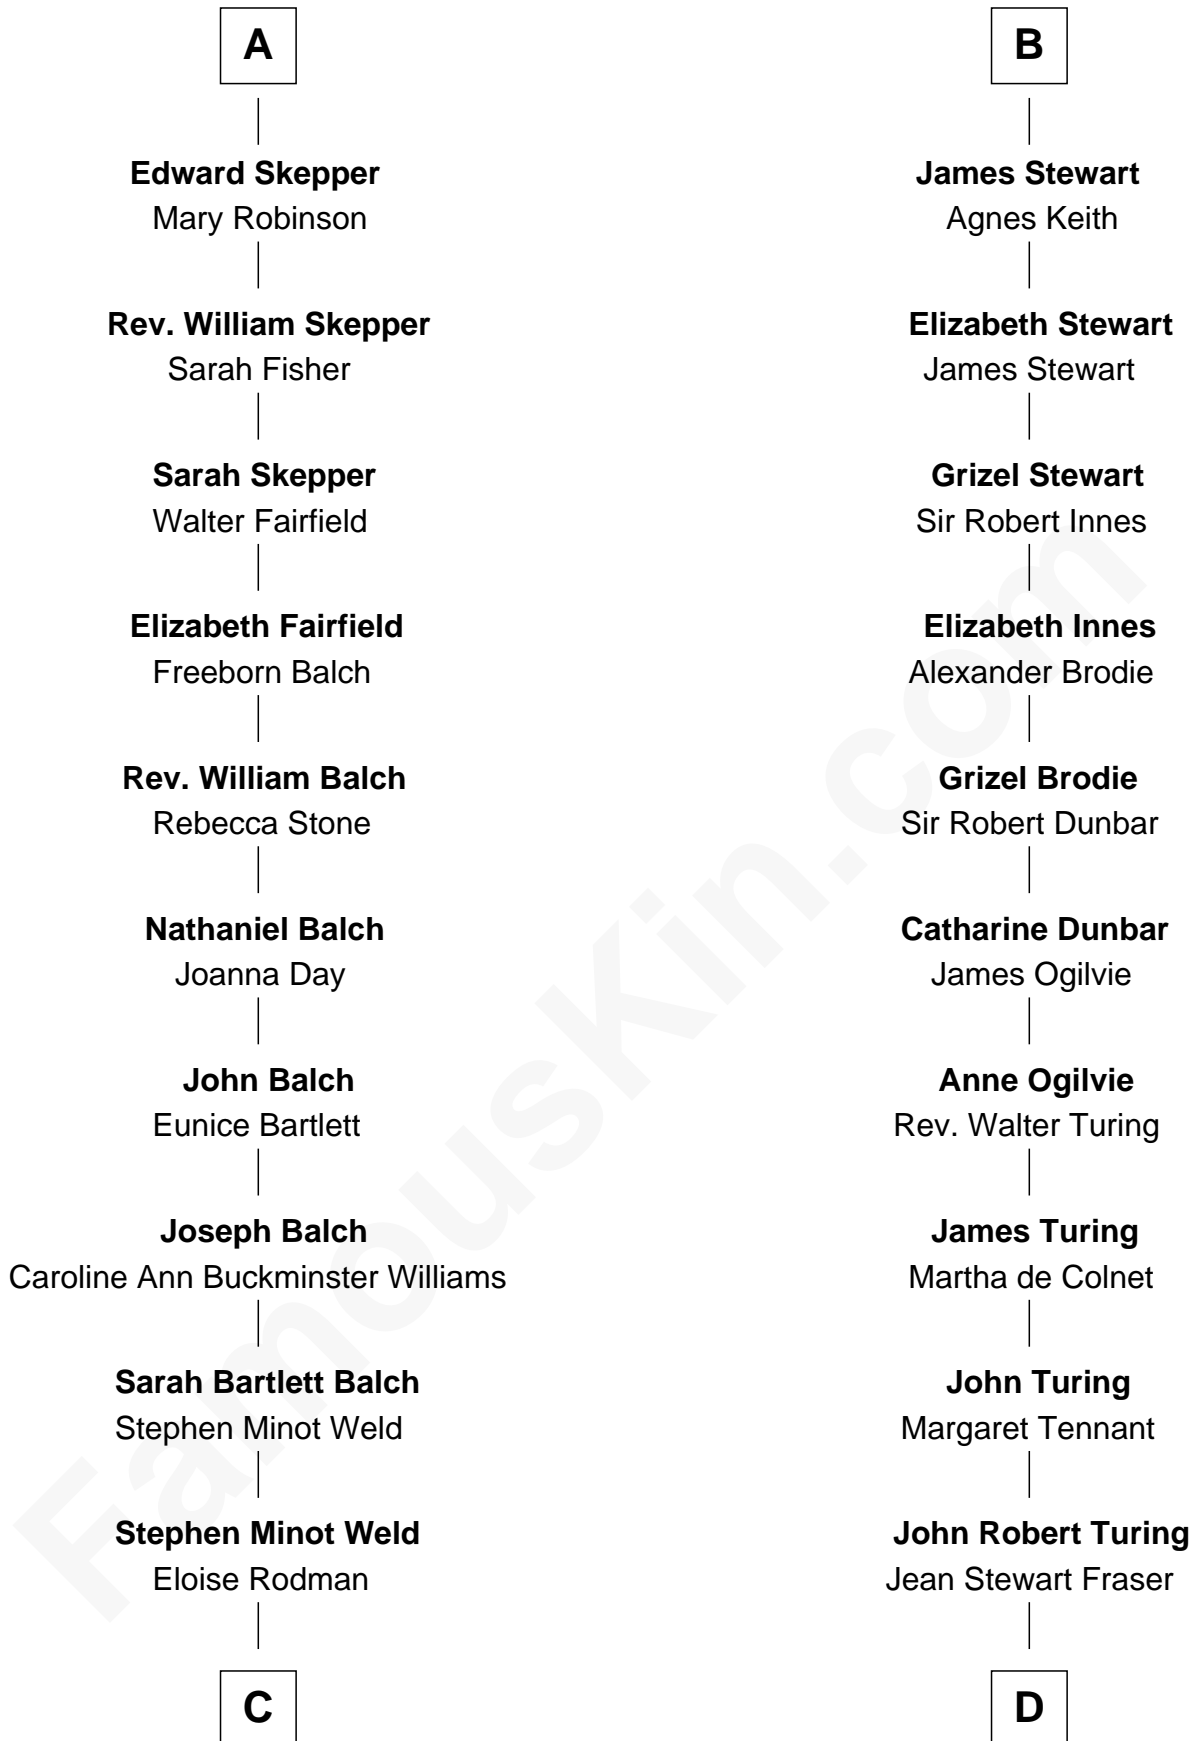 A
Edward Skepper
Mary Robinson
Rev. William Skepper
Sarah Fisher
Sarah Skepper
Walter Fairfield
Elizabeth Fairfield
Freeborn Balch
Rev. William Balch
Rebecca Stone
Nathaniel Balch
Joanna Day
John Balch
Eunice Bartlett
Joseph Balch
Caroline Ann Buckminster Williams
Sarah Bartlett Balch
Stephen Minot Weld
Stephen Minot Weld
Eloise Rodman
C
B
James Stewart
Agnes Keith
Elizabeth Stewart
James Stewart
Grizel Stewart
Sir Robert Innes
Elizabeth Innes
Alexander Brodie
Grizel Brodie
Sir Robert Dunbar
Catharine Dunbar
James Ogilvie
Anne Ogilvie
Rev. Walter Turing
James Turing
Martha de Colnet
John Turing
Margaret Tennant
John Robert Turing
Jean Stewart Fraser
D
FamousKin.com